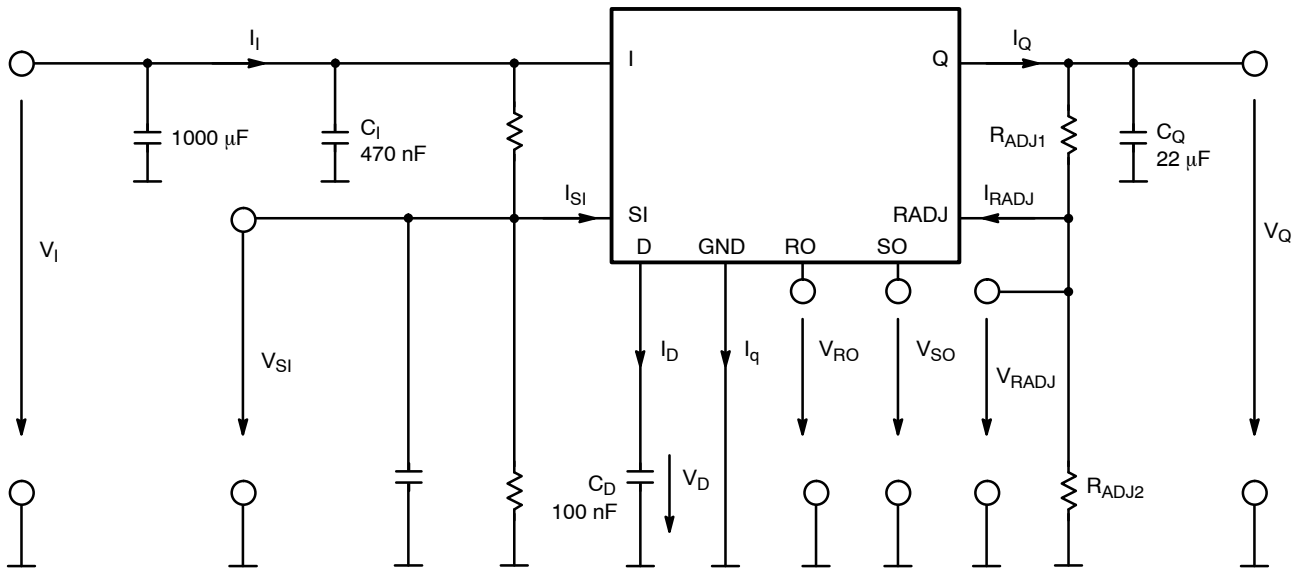 I_I
I
Q
I_Q
1000 μF
C_I
470 nF
R_ADJ1
C_Q
22 μF
I_SI
SI
RADJ
I_RADJ
D
GND
RO
SO
V_I
V_Q
V_SI
I_D
I_q
V_RO
V_SO
V_RADJ
C_D
100 nF
V_D
R_ADJ2